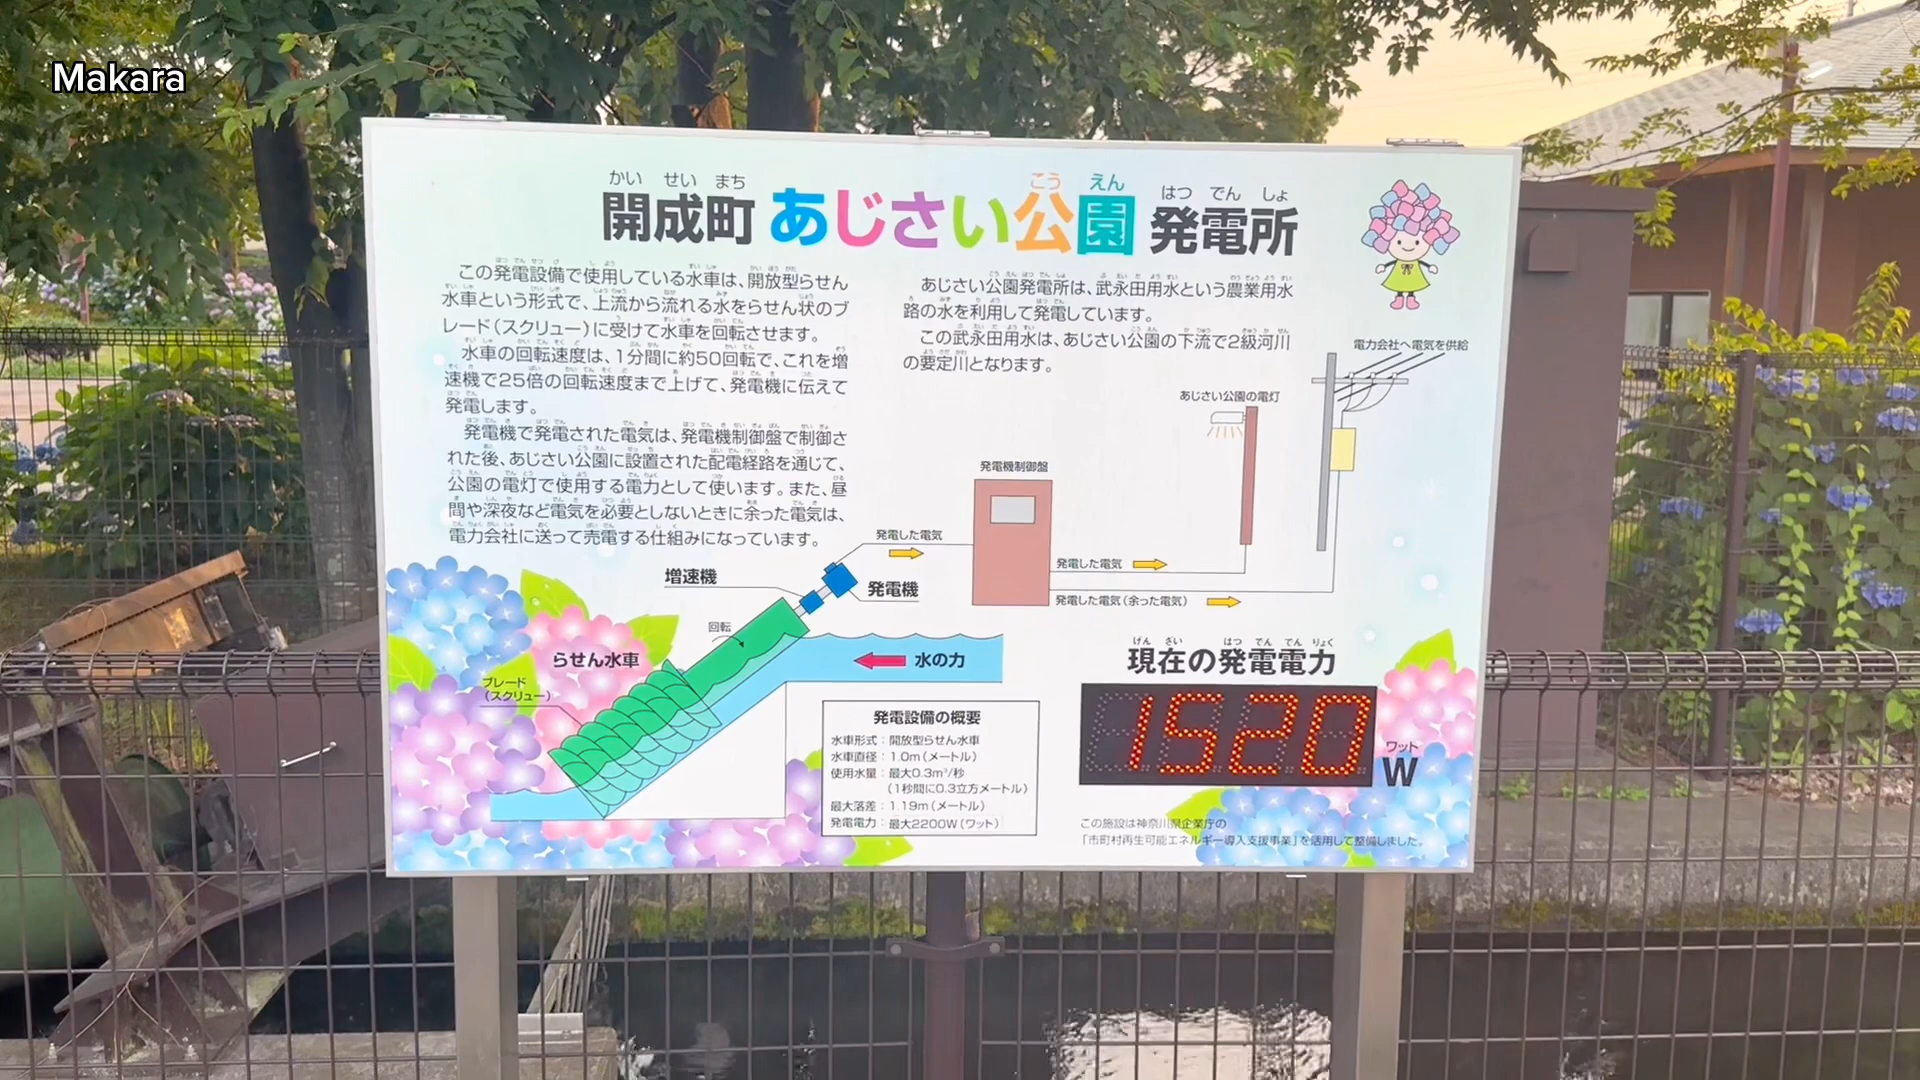 Makara
かい せい まち こう えん はつ でん しょ
開成町 あじさい公園 発電所
この発電設備で使用している水車は、開放型らせん
水車という形式で、上流から流れる水をらせん状のブ
レード(スクリュー)に受けて水車を回転させます。
水車の回転速度は、1分間に約50回転で、これを増
速機で25倍の回転速度まで上げて、発電機に伝えて
発電します。
発電機で発電された電気は、発電機制御盤で制御さ
れた後、あじさい公園に設置された配電経路を通じて、
公園の電灯で使用する電力として使います。また、昼
間や深夜など電気を必要としないときに余った電気は、
電力会社に送って売電する仕組みになっています。
あじさい公園発電所は、武永田用水という農業用水
路の水を利用して発電しています。
この武永田用水は、あじさい公園の下流で2級河川
の要定川となります。
電力会社へ電気を供給
あじさい公園の電灯
発電機制御盤
発電した電気
発電した電気
発電した電気(余った電気)
増速機
発電機
回転
らせん水車
ブレード
(スクリュー)
水の力
発電設備の概要
水車形式:開放型らせん水車
水車直径:1.0m(メートル)
使用水量:最大0.3m³/秒
(1秒間に0.3立方メートル)
最大落差:1.19m(メートル)
発電電力:最大2200W(ワット)
げん ざい はつ でん でん りょく
現在の発電電力
1520
ワット
W
この施設は神奈川県企業庁の
「市町村再生可能エネルギー導入支援事業」を活用して整備しました。